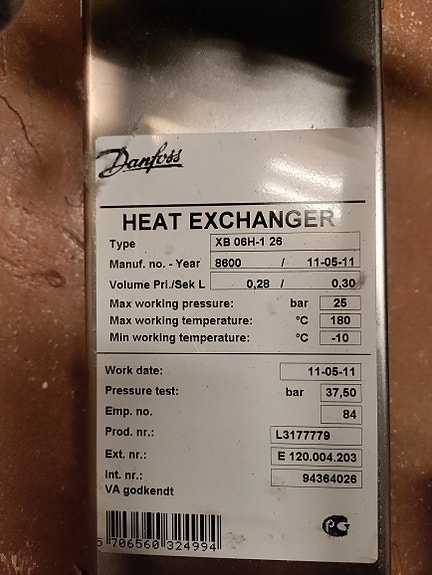 Danfoss
HEAT EXCHANGER
Type XB 06H-1 26
Manuf. no. - Year 8600 / 11-05-11
Volume Pri./Sek L 0,28 / 0,30
Max working pressure: bar 25
Max working temperature: °C 180
Min working temperature: °C -10
Work date: 11-05-11
Pressure test: bar 37,50
Emp. no. 84
Prod. nr.: L3177779
Ext. nr.: E 120.004.203
Int. nr.: 94364026
VA godkendt
5 706560 324994
PG